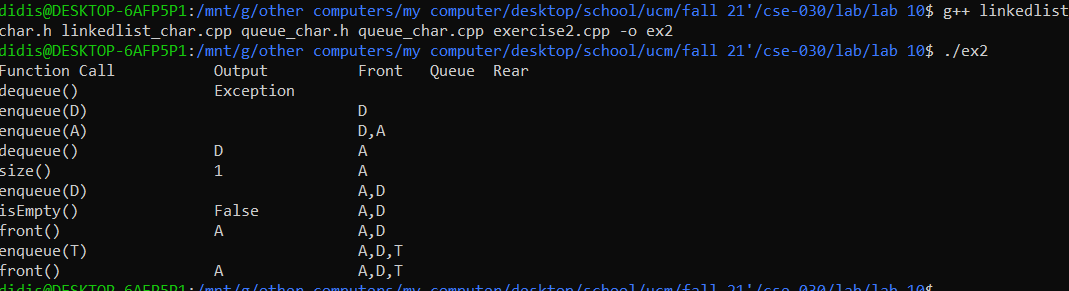 didis@DESKTOP-6AFP5P1:/mnt/g/other computers/my computer/desktop/school/ucm/fall 21'/cse-030/lab/lab 10$ g++ linkedlist
char.h linkedlist_char.cpp queue_char.h queue_char.cpp exercise2.cpp -o ex2
didis@DESKTOP-6AFP5P1:/mnt/g/other computers/my computer/desktop/school/ucm/fall 21'/cse-030/lab/lab 10$ ./ex2
Function Call Output Front Queue Rear
dequeue() Exception
enqueue(D) D
enqueue(A) D,A
dequeue() D A
size() 1 A
enqueue(D) A,D
isEmpty() False A,D
front() A A,D
enqueue(T) A,D,T
front() A A,D,T
didis@DESKTOP-6AFP5P1:/mnt/g/other computers/my computer/desktop/school/ucm/fall 21'/cse-030/lab/lab 10$